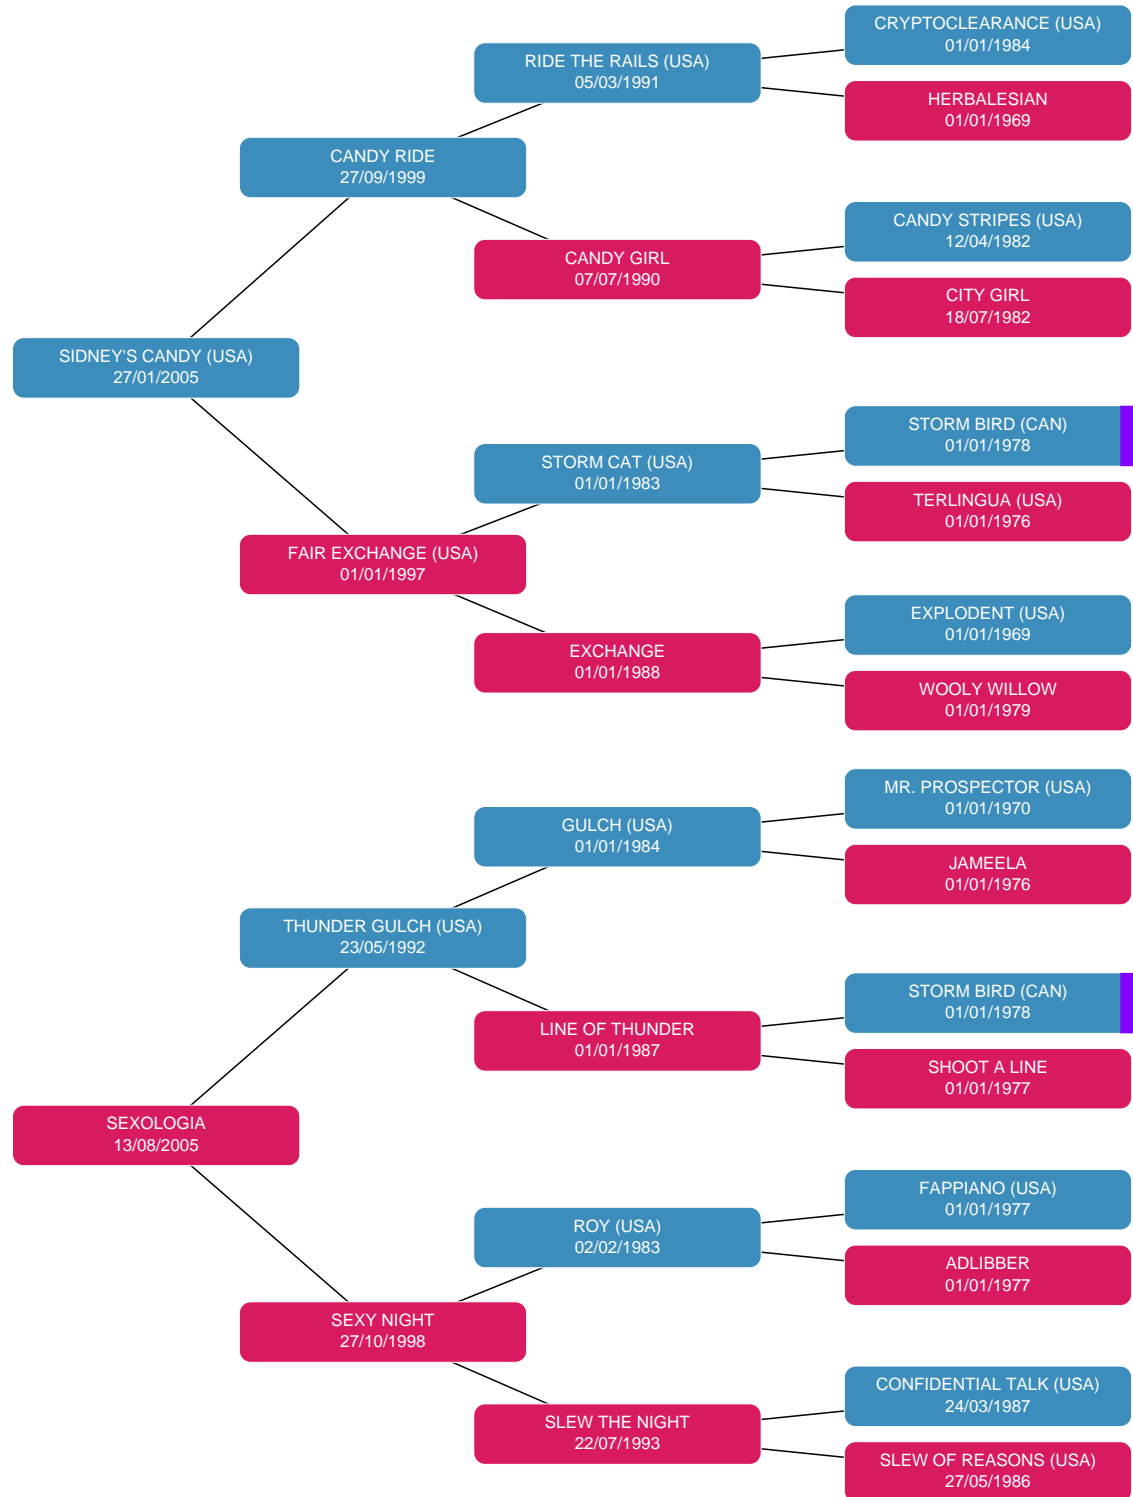 CRYPTOCLEARANCE (USA)
01/01/1984
RIDE THE RAILS (USA)
05/03/1991
HERBALESIAN
01/01/1969
CANDY RIDE
27/09/1999
CANDY STRIPES (USA)
12/04/1982
CANDY GIRL
07/07/1990
CITY GIRL
18/07/1982
SIDNEY'S CANDY (USA)
27/01/2005
STORM BIRD (CAN)
01/01/1978
STORM CAT (USA)
01/01/1983
TERLINGUA (USA)
01/01/1976
FAIR EXCHANGE (USA)
01/01/1997
EXPLODENT (USA)
01/01/1969
EXCHANGE
01/01/1988
WOOLY WILLOW
01/01/1979
MR. PROSPECTOR (USA)
01/01/1970
GULCH (USA)
01/01/1984
JAMEELA
01/01/1976
THUNDER GULCH (USA)
23/05/1992
STORM BIRD (CAN)
01/01/1978
LINE OF THUNDER
01/01/1987
SHOOT A LINE
01/01/1977
SEXOLOGIA
13/08/2005
FAPPIANO (USA)
01/01/1977
ROY (USA)
02/02/1983
ADLIBBER
01/01/1977
SEXY NIGHT
27/10/1998
CONFIDENTIAL TALK (USA)
24/03/1987
SLEW THE NIGHT
22/07/1993
SLEW OF REASONS (USA)
27/05/1986